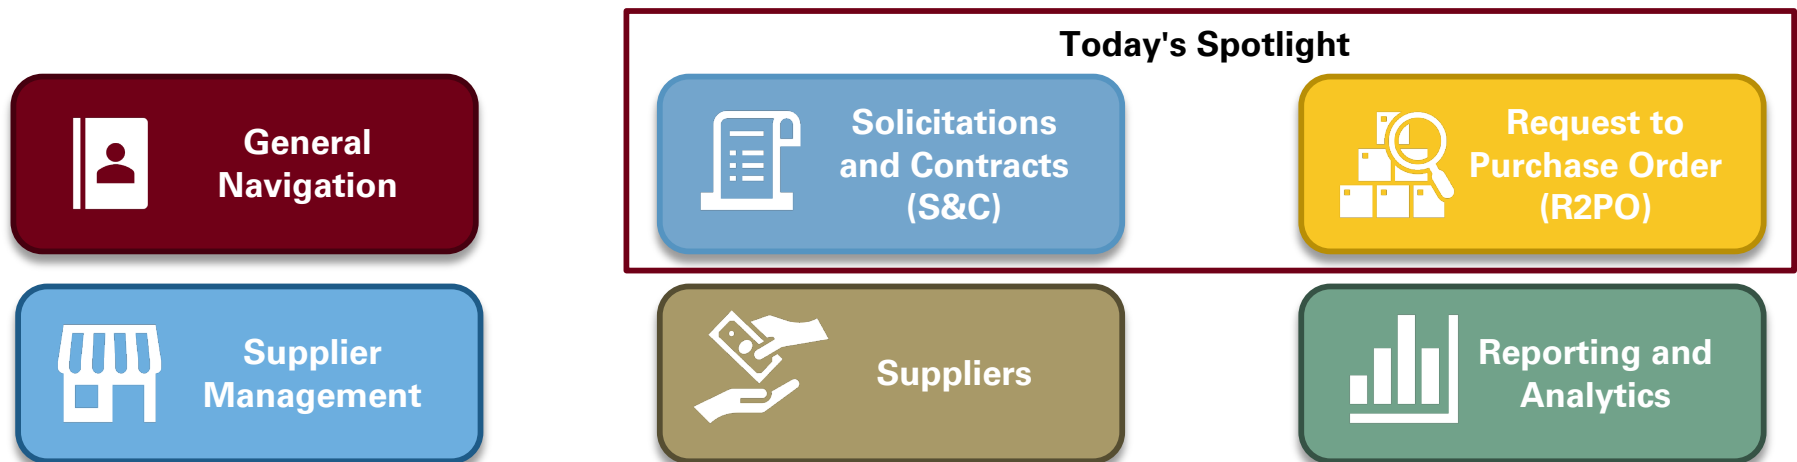 Today's Spotlight
General
Navigation
Solicitations
and Contracts
(S&C)
Request to
Purchase Order
(R2PO)
Supplier
Management
Suppliers
Reporting and
Analytics